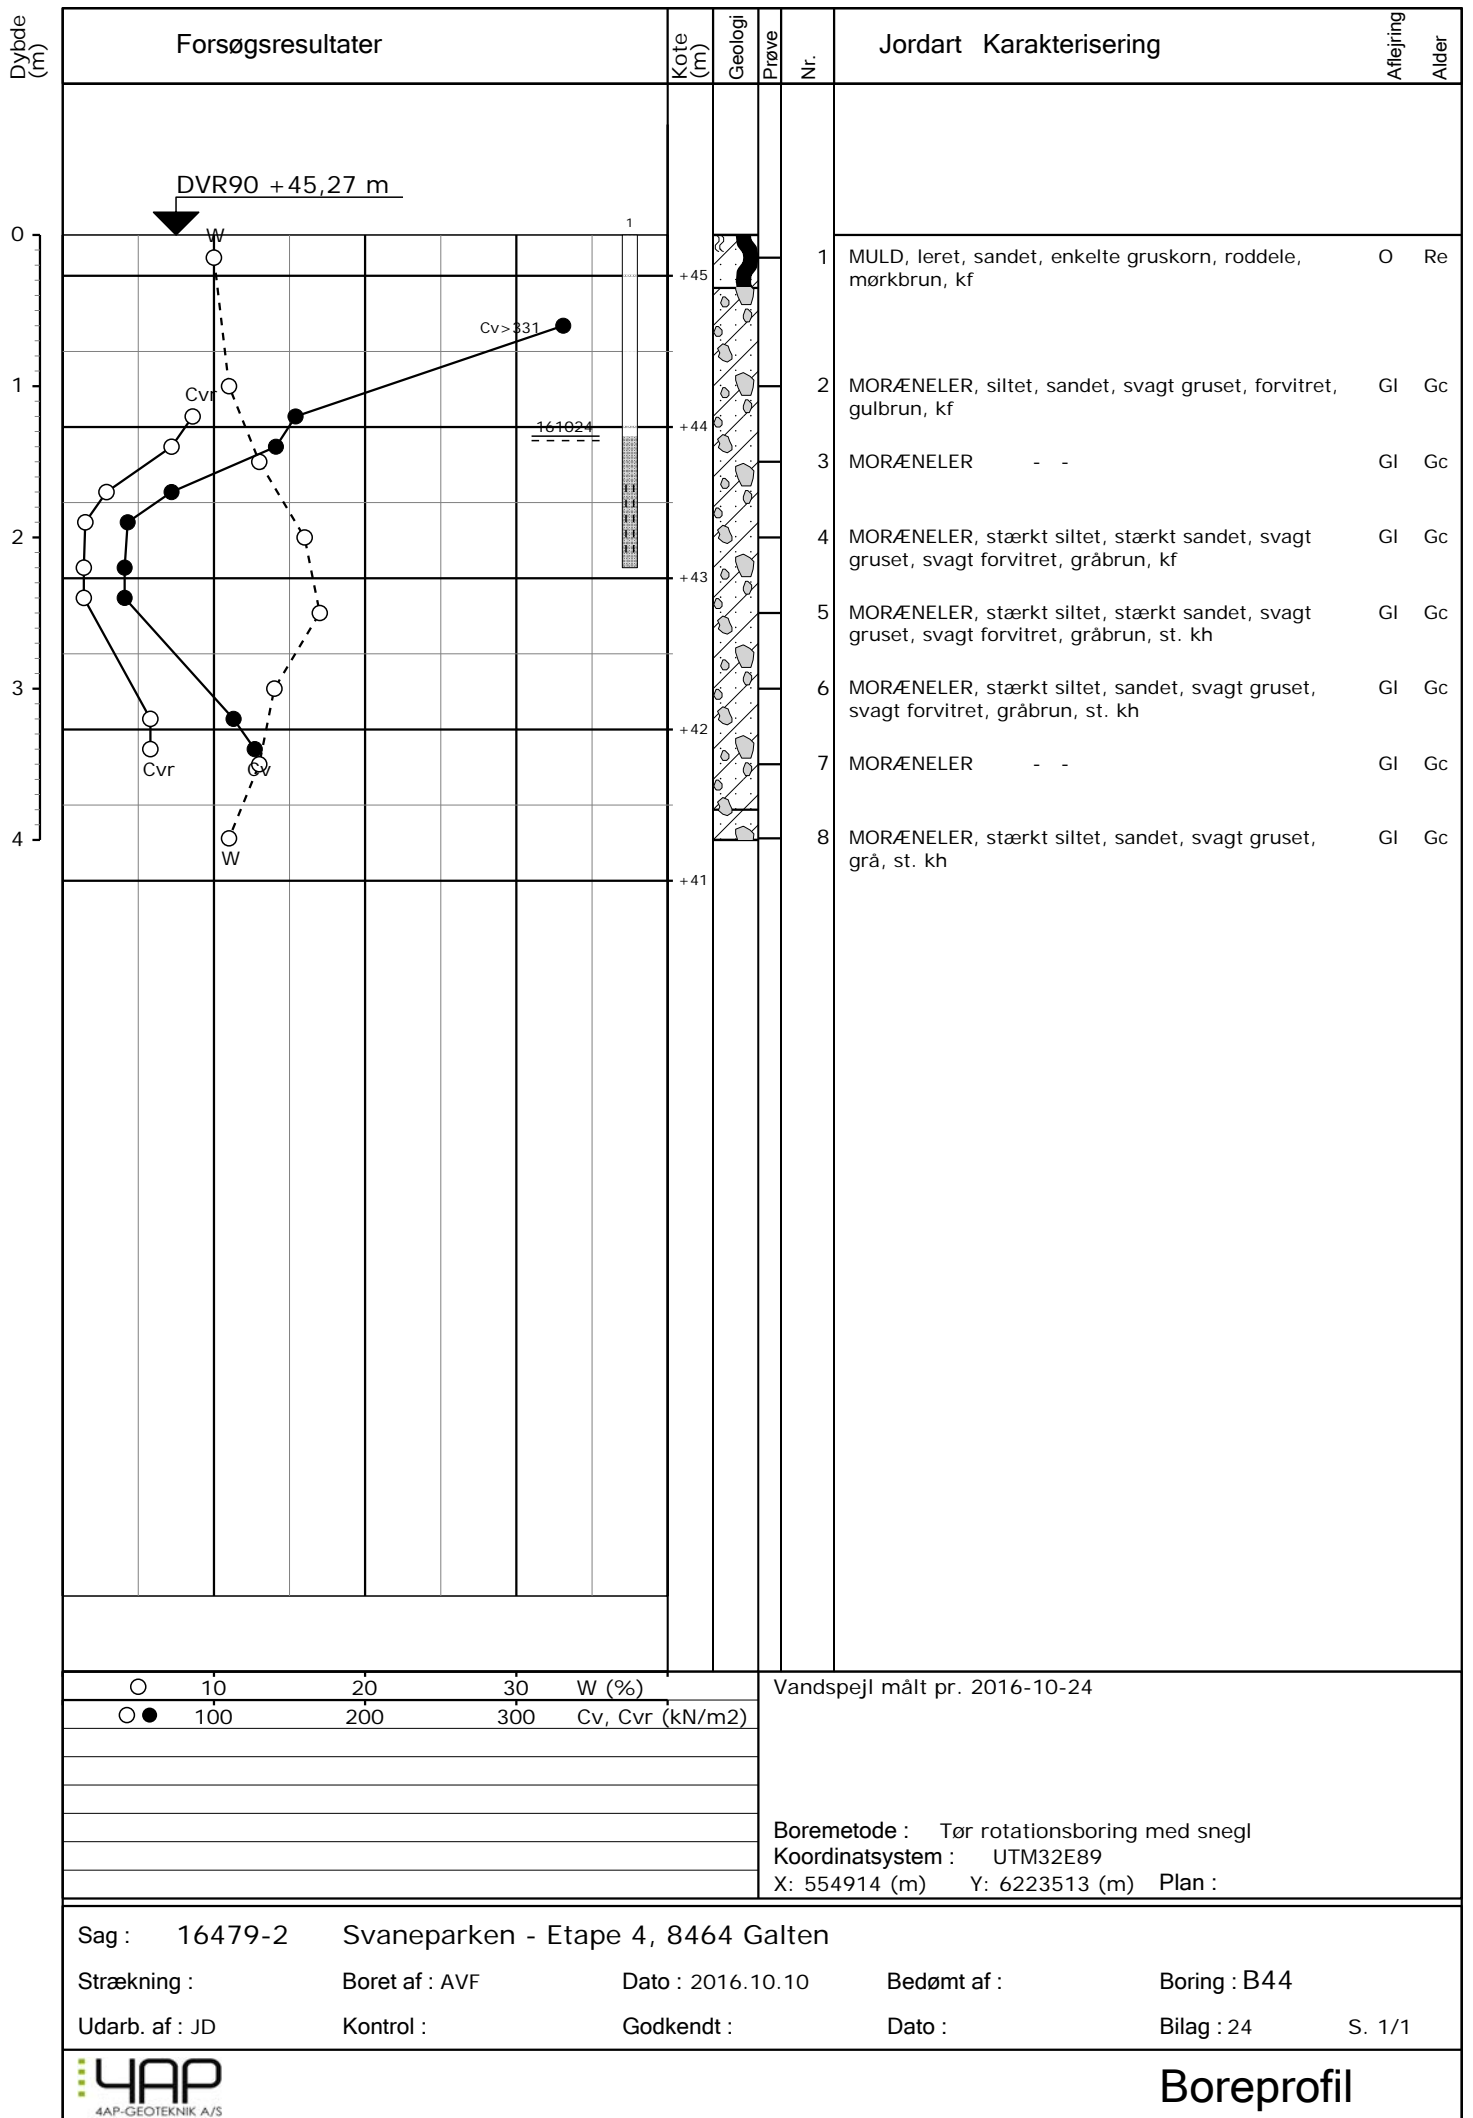 Dybde (m)
Forsøgsresultater
Kote (m)
Geologi
Prøve
Nr.
Jordart Karakterisering
Aflejring
Alder
DVR90 +45,27 m
0
W
1
+45
1 MULD, leret, sandet, enkelte gruskorn, roddele, O Re
mørkbrun, kf
Cv>331
1
Cvr
2 MORÆNELER, siltet, sandet, svagt gruset, forvitret, Gl Gc
gulbrun, kf
161024
+44
3 MORÆNELER - - Gl Gc
2
4 MORÆNELER, stærkt siltet, stærkt sandet, svagt Gl Gc
gruset, svagt forvitret, gråbrun, kf
+43
5 MORÆNELER, stærkt siltet, stærkt sandet, svagt Gl Gc
gruset, svagt forvitret, gråbrun, st. kh
3
6 MORÆNELER, stærkt siltet, sandet, svagt gruset, Gl Gc
svagt forvitret, gråbrun, st. kh
+42
Cvr
Cv
7 MORÆNELER - - Gl Gc
4
W
8 MORÆNELER, stærkt siltet, sandet, svagt gruset, Gl Gc
grå, st. kh
+41
10 20 30 W (%)
100 200 300 Cv, Cvr (kN/m2)
Vandspejl målt pr. 2016-10-24
Boremetode : Tør rotationsboring med snegl
Koordinatsystem : UTM32E89
X: 554914 (m) Y: 6223513 (m) Plan :
Sag : 16479-2 Svaneparken - Etape 4, 8464 Galten
Strækning : Boret af : AVF Dato : 2016.10.10 Bedømt af : Boring : B44
Udarb. af : JD Kontrol : Godkendt : Dato : Bilag : 24 S. 1/1
4AP
4AP-GEOTEKNIK A/S
Boreprofil